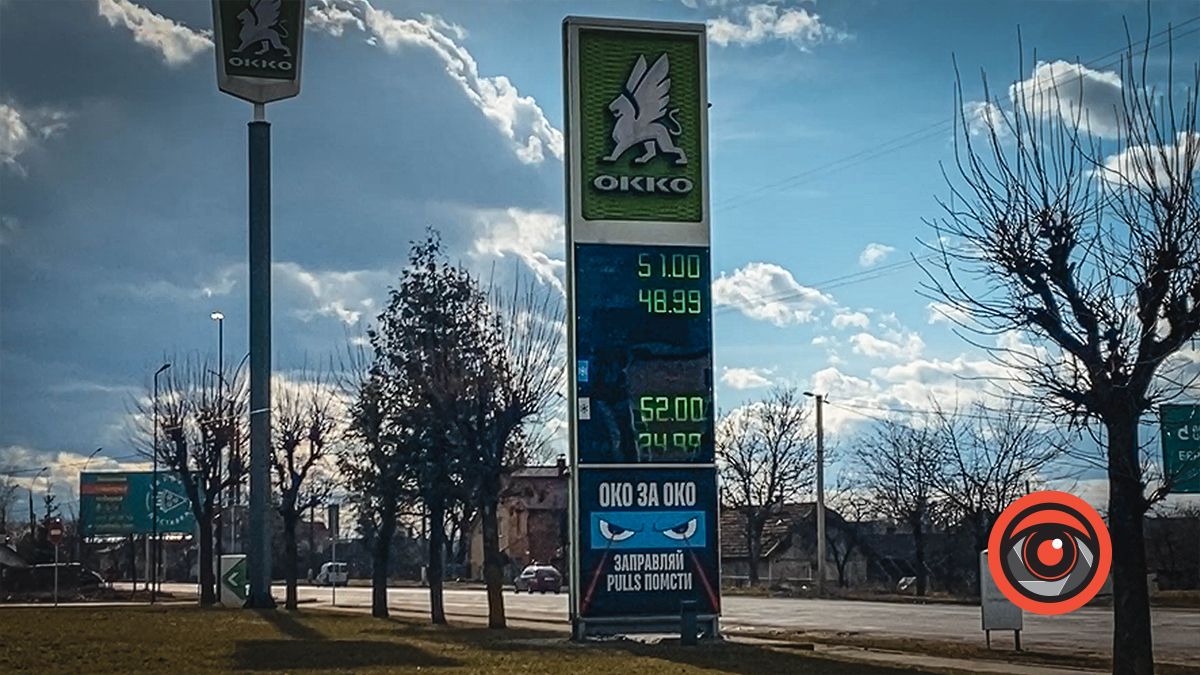 OKKO
OKKO
51.00
48.99
52.00
24.99
ОКО ЗА ОКО
ЗАПРАВЛЯЙ
PULLS ПОМСТИ